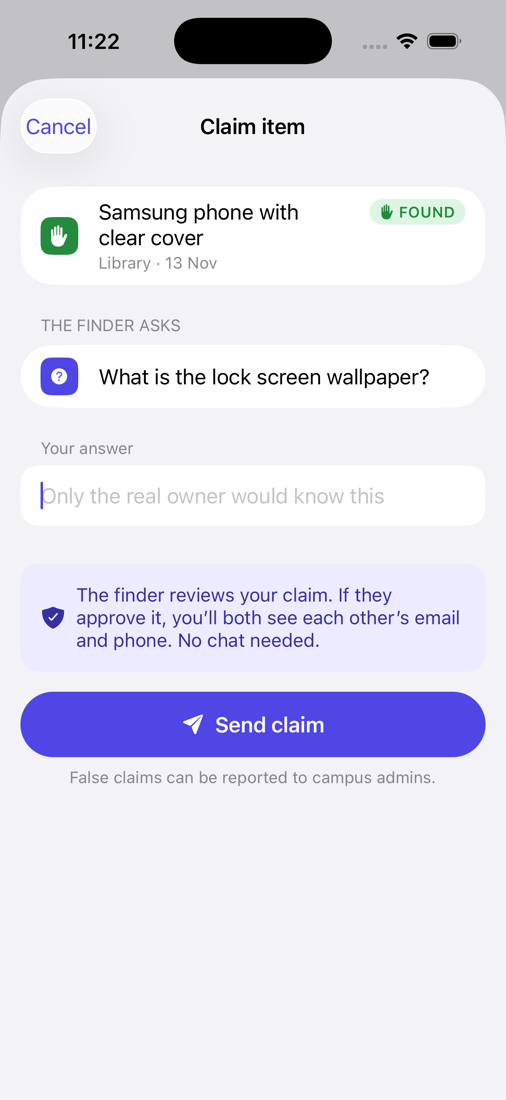 11:22
Cancel
Claim item
Samsung phone with
clear cover
FOUND
Library · 13 Nov
THE FINDER ASKS
What is the lock screen wallpaper?
Your answer
Only the real owner would know this
The finder reviews your claim. If they
approve it, you’ll both see each other’s email
and phone. No chat needed.
Send claim
False claims can be reported to campus admins.